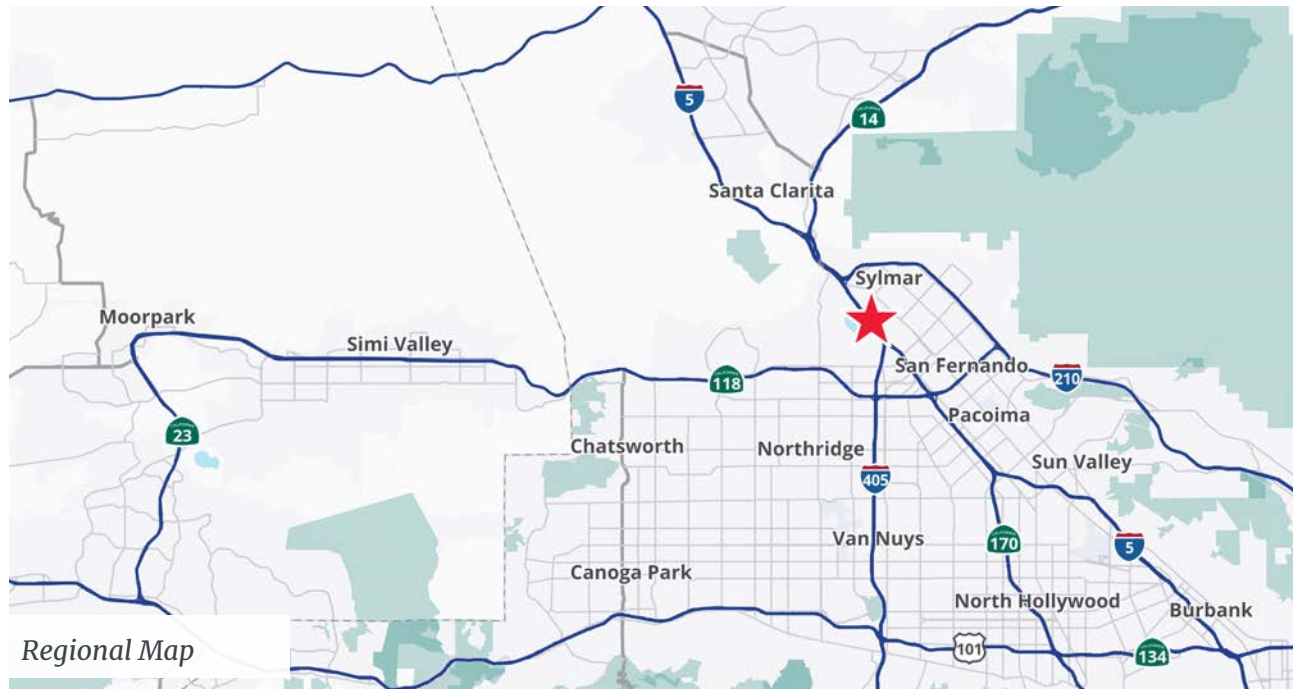 5
14
Santa Clarita
Sylmar
Moorpark
Simi Valley
San Fernando
118
210
Pacoima
23
Chatsworth
Northridge
Sun Valley
405
Van Nuys
170
5
Canoga Park
North Hollywood
Burbank
101
134
Regional Map